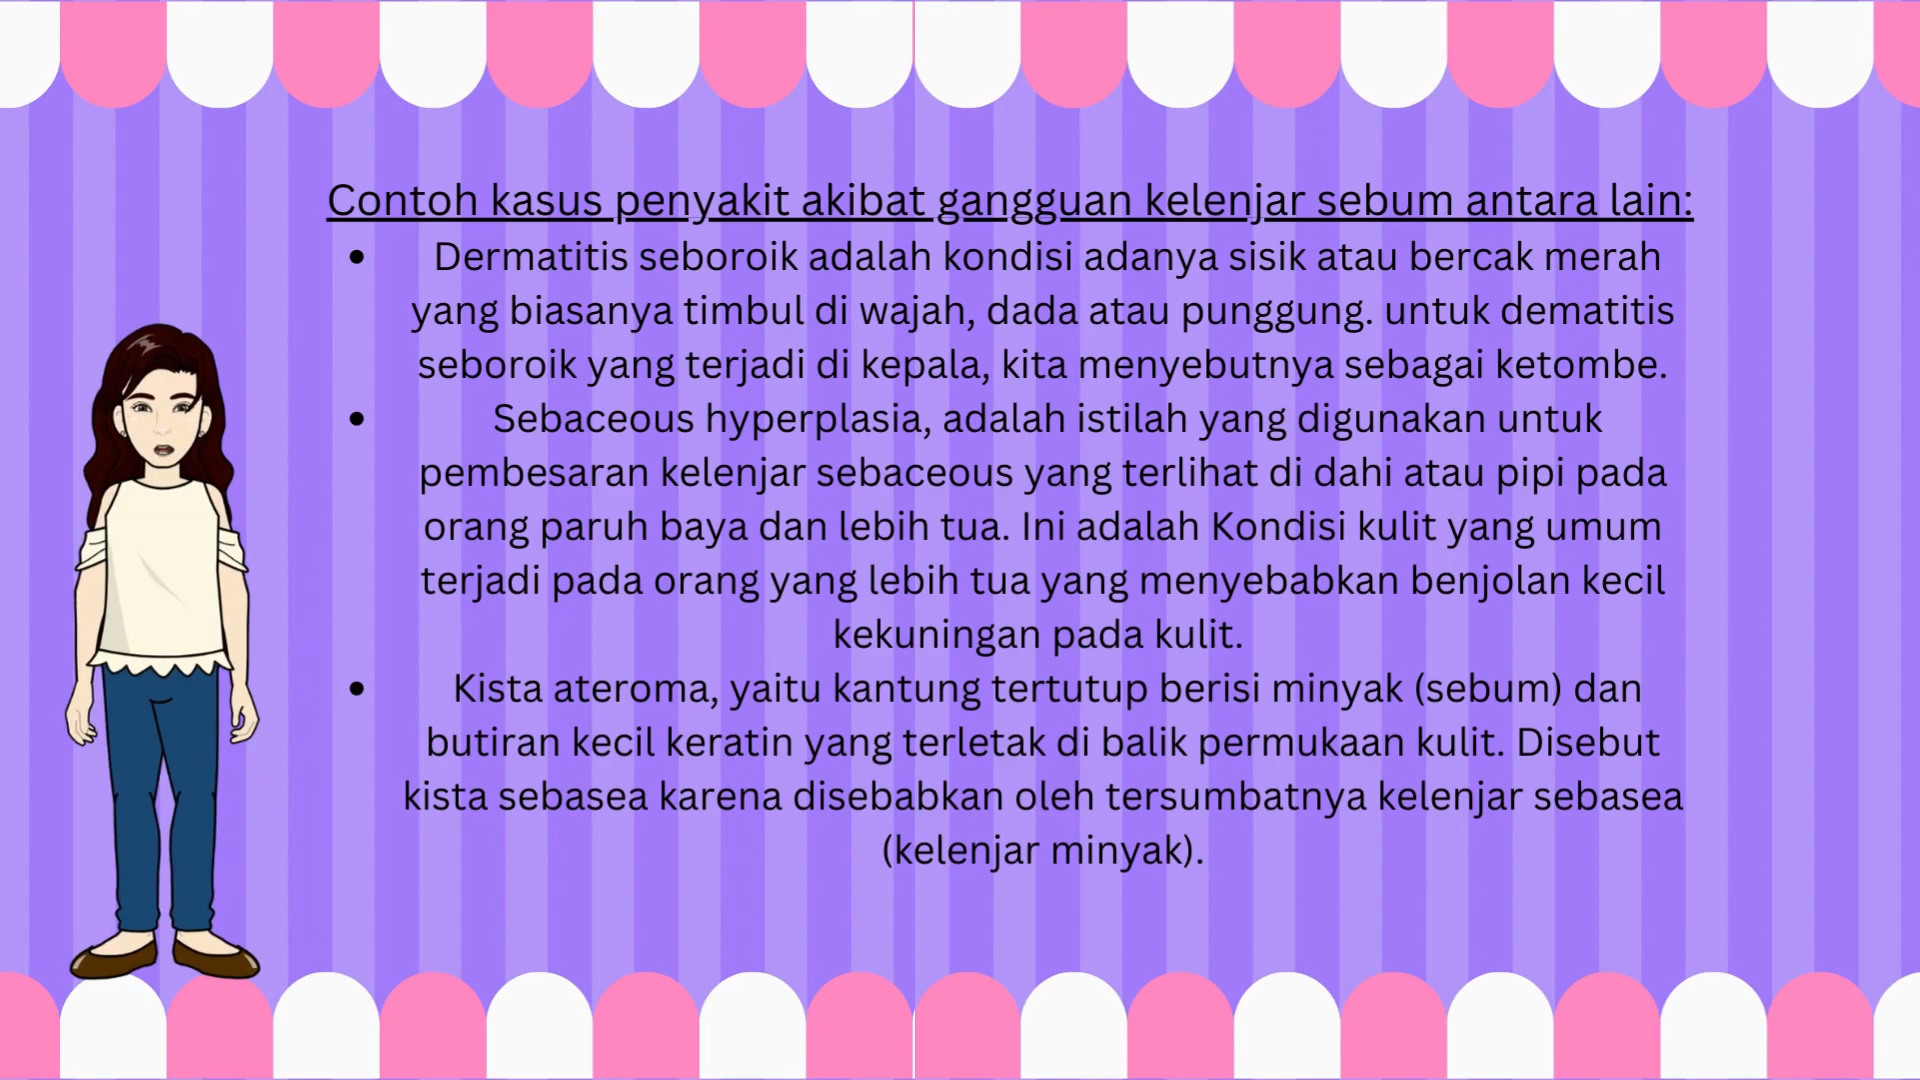 Contoh kasus penyakit akibat gangguan kelenjar sebum antara lain:
• Dermatitis seboroik adalah kondisi adanya sisik atau bercak merah
yang biasanya timbul di wajah, dada atau punggung. untuk dematitis
seboroik yang terjadi di kepala, kita menyebutnya sebagai ketombe.
• Sebaceous hyperplasia, adalah istilah yang digunakan untuk
pembesaran kelenjar sebaceous yang terlihat di dahi atau pipi pada
orang paruh baya dan lebih tua. Ini adalah Kondisi kulit yang umum
terjadi pada orang yang lebih tua yang menyebabkan benjolan kecil
kekuningan pada kulit.
• Kista ateroma, yaitu kantung tertutup berisi minyak (sebum) dan
butiran kecil keratin yang terletak di balik permukaan kulit. Disebut
kista sebasea karena disebabkan oleh tersumbatnya kelenjar sebasea
(kelenjar minyak).